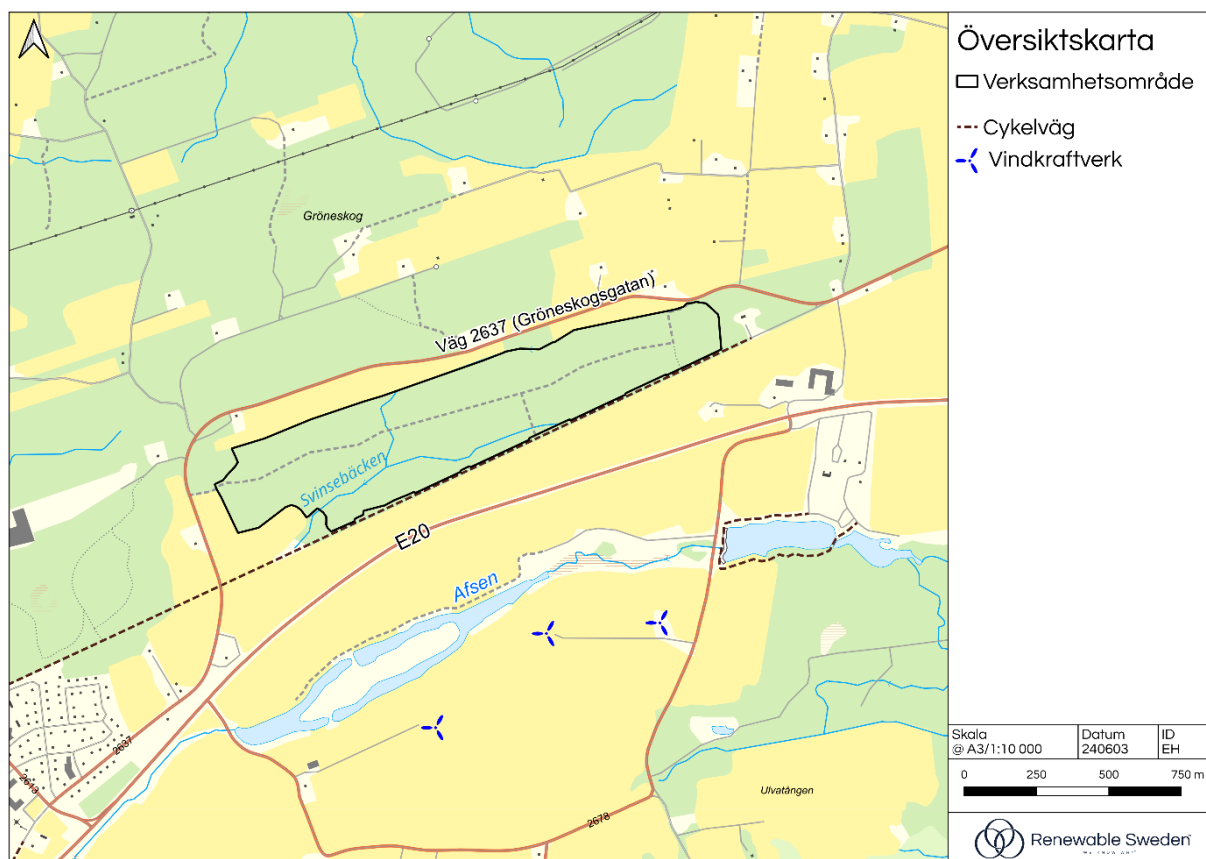 Översiktskarta
Verksamhetsområde
Cykelväg
Vindkraftverk
Gröneskog
Väg 2637 (Gröneskogsgatan)
Svinsebäcken
E20
Afsen
2637
2613
2678
Ulvatången
Skala
@ A3/1:10 000
Datum
240603
ID
EH
0 250 500 750 m
Renewable Sweden